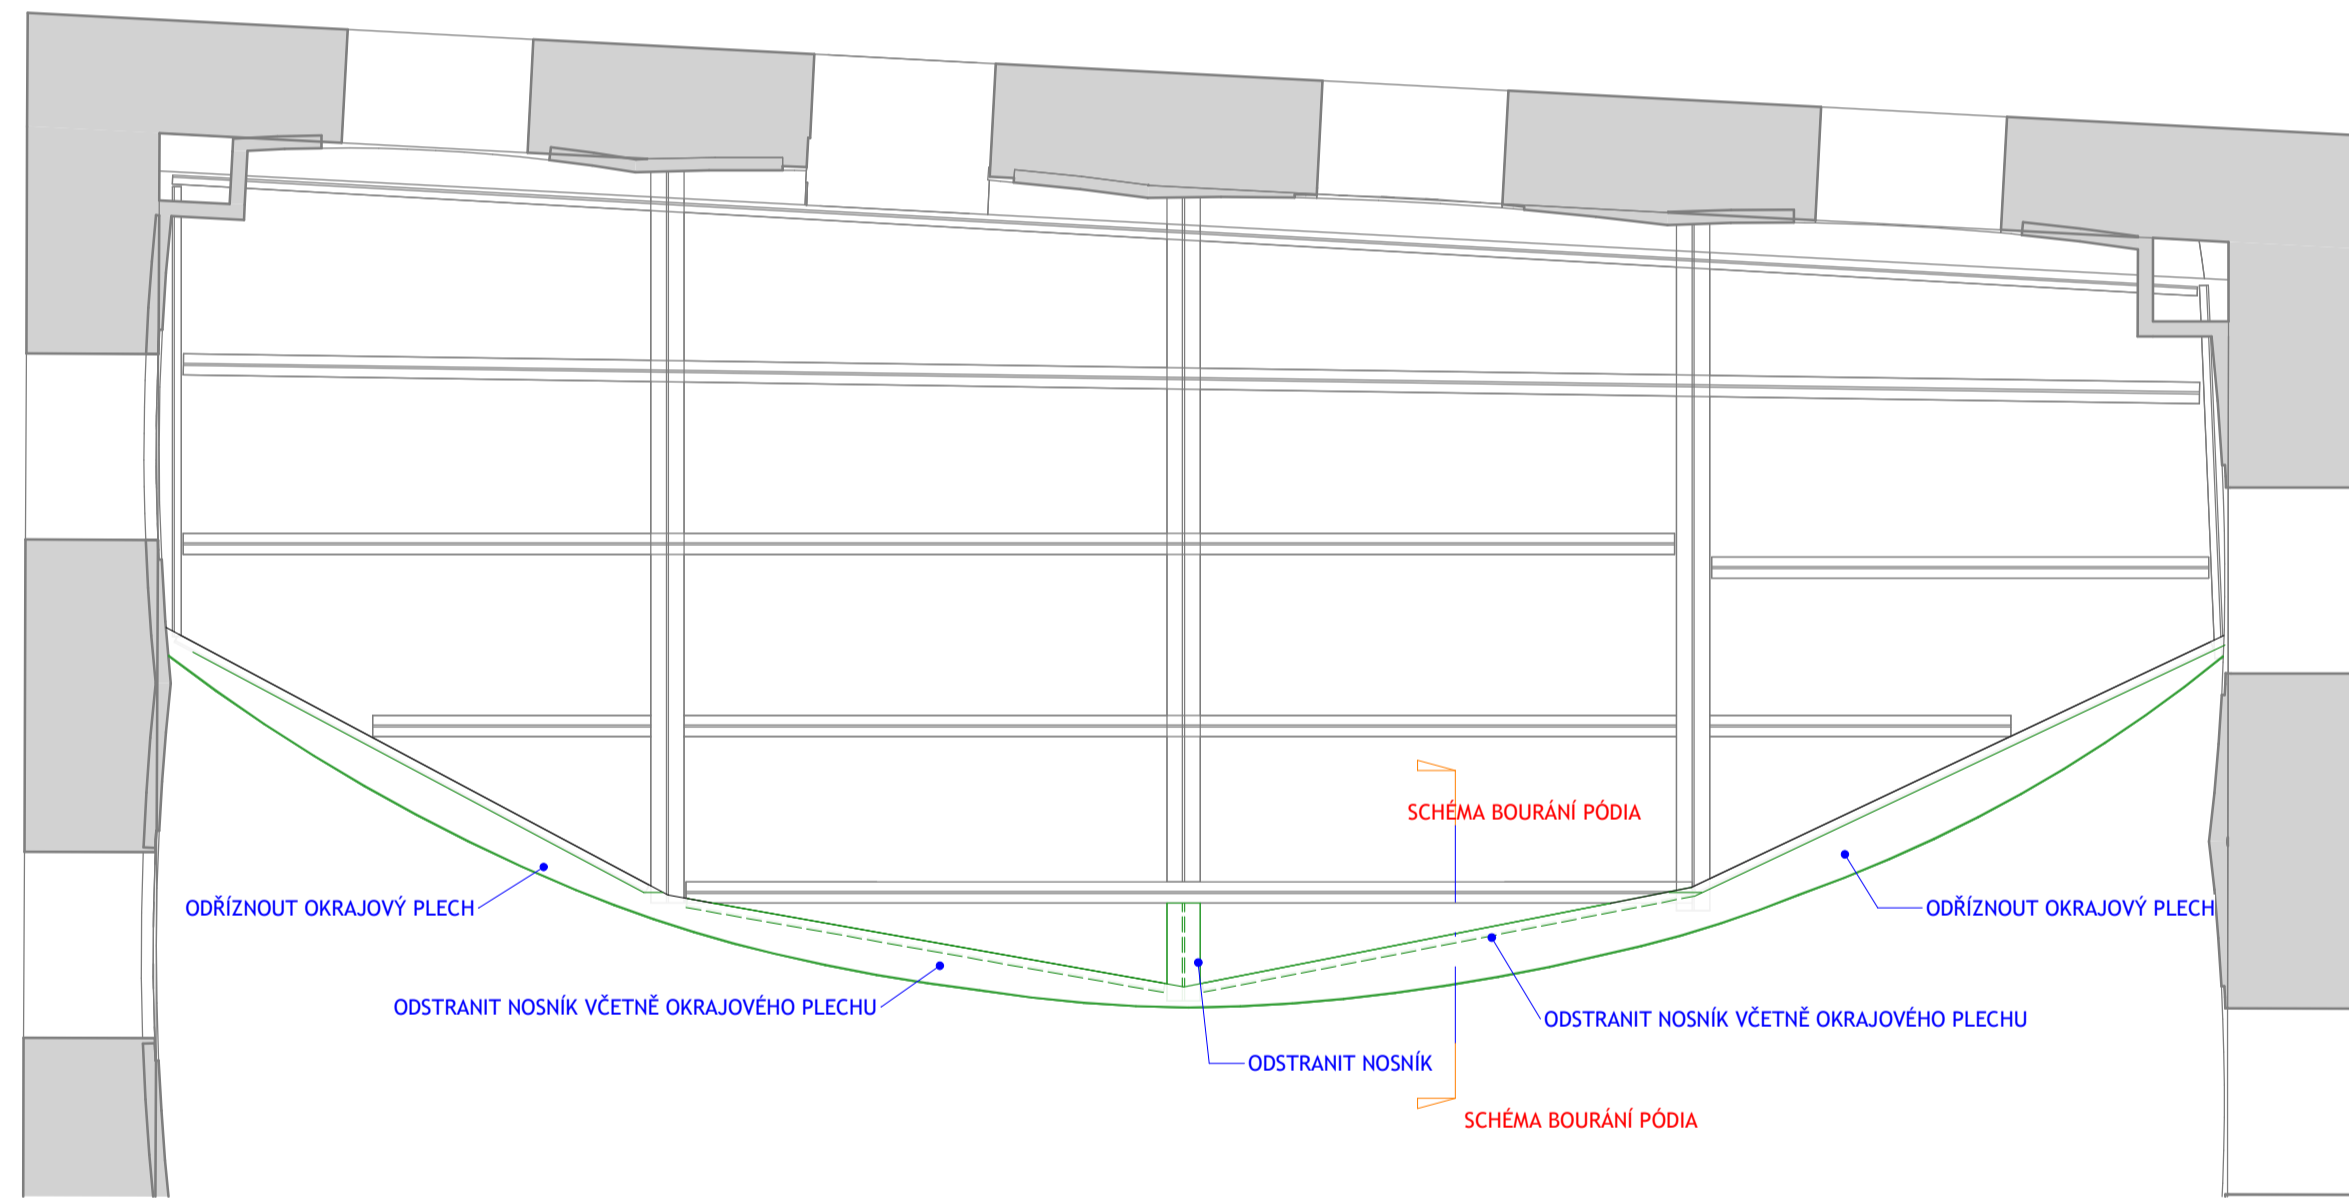 SCHÉMA BOURÁNÍ PÓDIA
ODŘÍZNOUT OKRAJOVÝ PLECH
ODŘÍZNOUT OKRAJOVÝ PLECH
ODSTRANIT NOSNÍK VČETNĚ OKRAJOVÉHO PLECHU
ODSTRANIT NOSNÍK VČETNĚ OKRAJOVÉHO PLECHU
ODSTRANIT NOSNÍK
SCHÉMA BOURÁNÍ PÓDIA